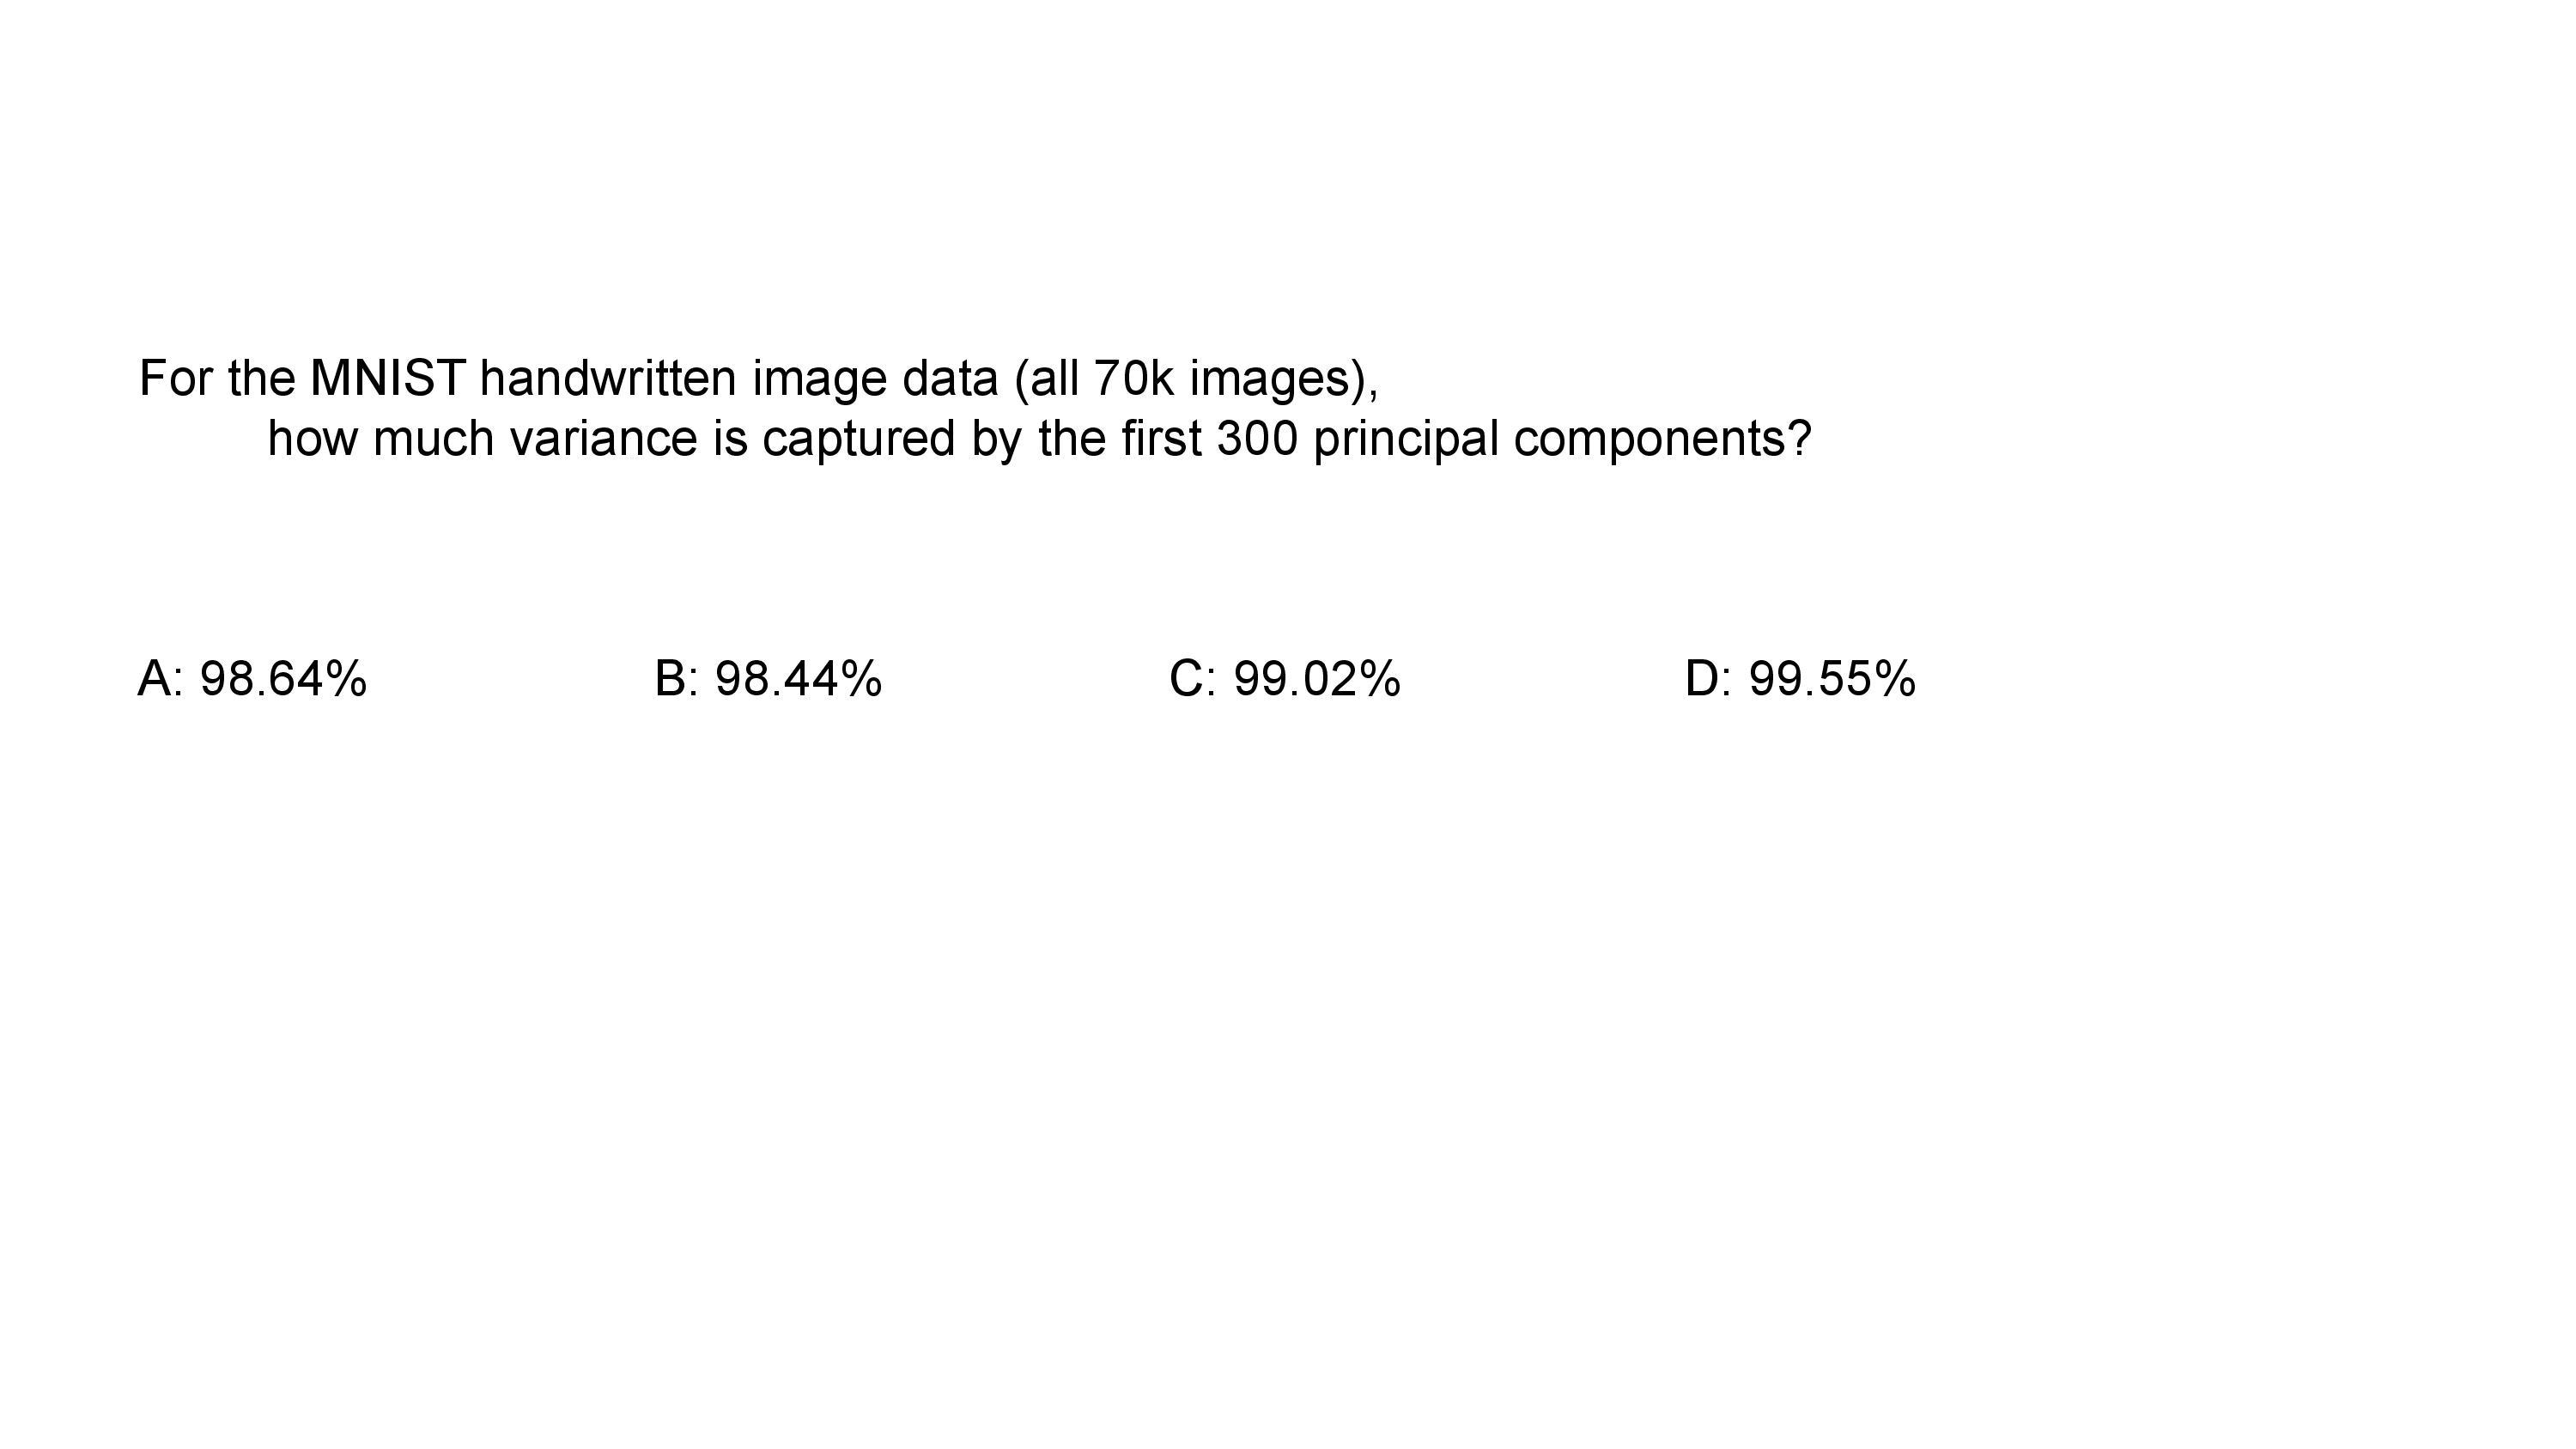 For the MNIST handwritten image data (all 70k images),
how much variance is captured by the first 300 principal components?
A: 98.64% B: 98.44% C: 99.02% D: 99.55%